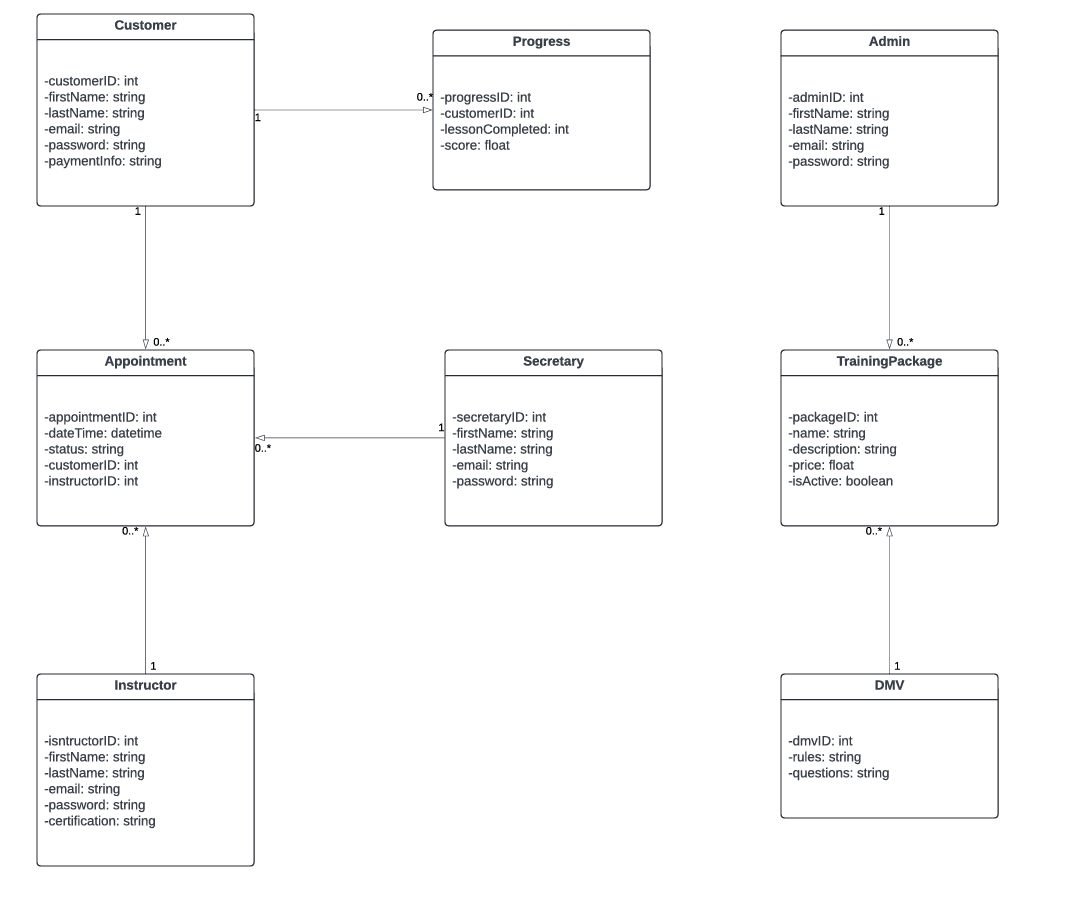 Customer
-customerID: int
-firstName: string
-lastName: string
-email: string
-password: string
-paymentInfo: string
1
0..*
Progress
-progressID: int
-customerID: int
-lessonCompleted: int
-score: float
Admin
-adminID: int
-firstName: string
-lastName: string
-email: string
-password: string
1
0..*
1
0..*
Appointment
-appointmentID: int
-dateTime: datetime
-status: string
-customerID: int
-instructorID: int
0..*
1
Secretary
-secretaryID: int
-firstName: string
-lastName: string
-email: string
-password: string
TrainingPackage
-packageID: int
-name: string
-description: string
-price: float
-isActive: boolean
0..*
1
0..*
1
Instructor
-isntructorID: int
-firstName: string
-lastName: string
-email: string
-password: string
-certification: string
DMV
-dmvID: int
-rules: string
-questions: string